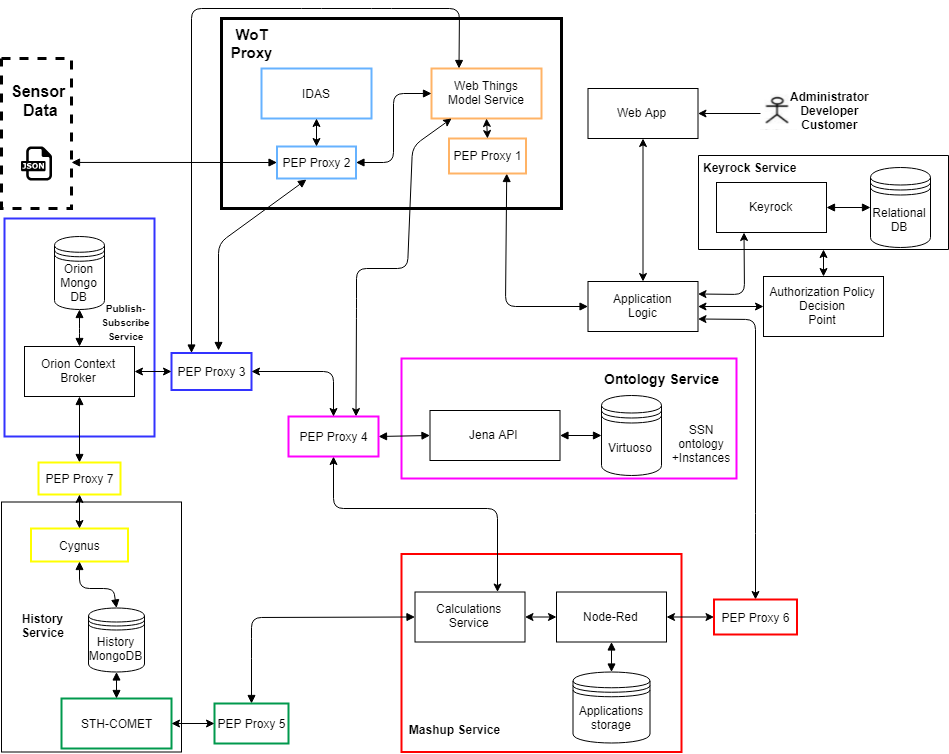 WoT
Proxy
Sensor
Data
JSON
IDAS
Web Things
Model Service
PEP Proxy 2
PEP Proxy 1
Web App
Administrator
Developer
Customer
Keyrock Service
Keyrock
Relational
DB
Orion
Mongo
DB
Publish-
Subscribe
Service
Orion Context
Broker
PEP Proxy 3
Application
Logic
Authorization Policy
Decision
Point
Ontology Service
PEP Proxy 4
Jena API
Virtuoso
SSN
ontology
+Instances
PEP Proxy 7
Cygnus
History
Service
History
MongoDB
STH-COMET
PEP Proxy 5
Calculations
Service
Node-Red
PEP Proxy 6
Applications
storage
Mashup Service